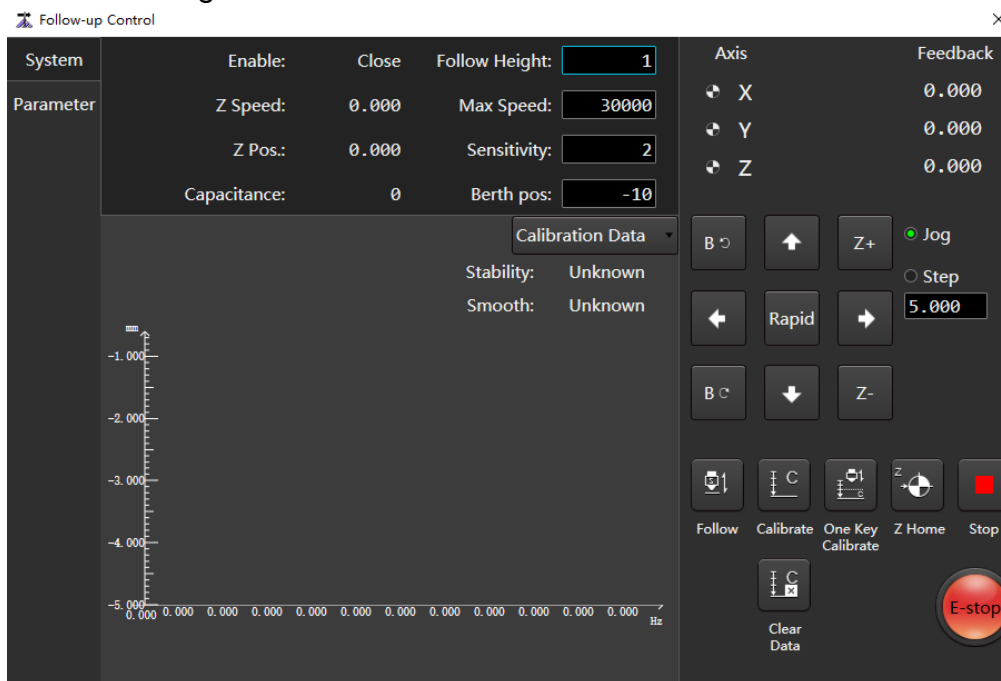 Follow-up Control
System
Parameter
Enable: Close Follow Height: 1
Z Speed: 0.000 Max Speed: 30000
Z Pos.: 0.000 Sensitivity: 2
Capacitance: 0 Berth pos: -10
Calibration Data
Stability: Unknown
Smooth: Unknown
mm
-1.000
-2.000
-3.000
-4.000
-5.000
0.000 0.000 0.000 0.000 0.000 0.000 0.000 0.000 0.000 0.000 0.000 0.000 Hz
Axis Feedback
X 0.000
Y 0.000
Z 0.000
B Z+ Jog
Step
Rapid 5.000
B Z-
S C C Z
Follow Calibrate One Key Calibrate Z Home Stop
C
Clear
Data
E-stop